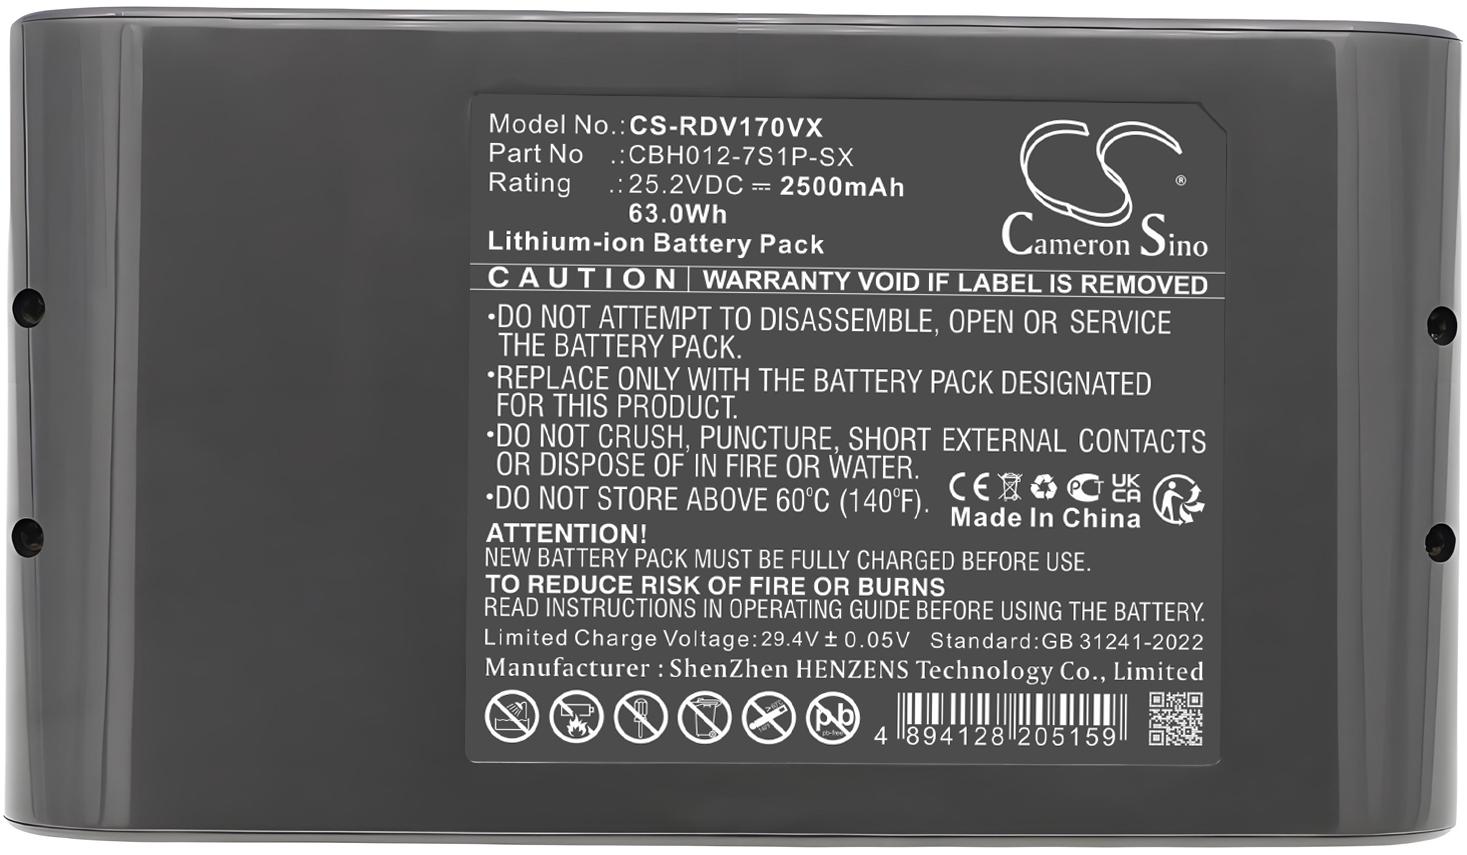 Model No.:CS-RDV170VX
Part No .:CBH012-7S1P-SX
Rating .:25.2VDC ⎓ 2500mAh
63.0Wh
Lithium-ion Battery Pack
CS ®
Cameron Sino
CAUTION | WARRANTY VOID IF LABEL IS REMOVED
•DO NOT ATTEMPT TO DISASSEMBLE, OPEN OR SERVICE
THE BATTERY PACK.
•REPLACE ONLY WITH THE BATTERY PACK DESIGNATED
FOR THIS PRODUCT.
•DO NOT CRUSH, PUNCTURE, SHORT EXTERNAL CONTACTS
OR DISPOSE OF IN FIRE OR WATER.
•DO NOT STORE ABOVE 60°C (140°F).
CE PCT UK
CA
Made In China
ATTENTION!
NEW BATTERY PACK MUST BE FULLY CHARGED BEFORE USE.
TO REDUCE RISK OF FIRE OR BURNS
READ INSTRUCTIONS IN OPERATING GUIDE BEFORE USING THE BATTERY.
Limited Charge Voltage:29.4V ± 0.05V Standard:GB 31241-2022
Manufacturer : ShenZhen HENZENS Technology Co., Limited
pb
pb-free
4 894128 205159